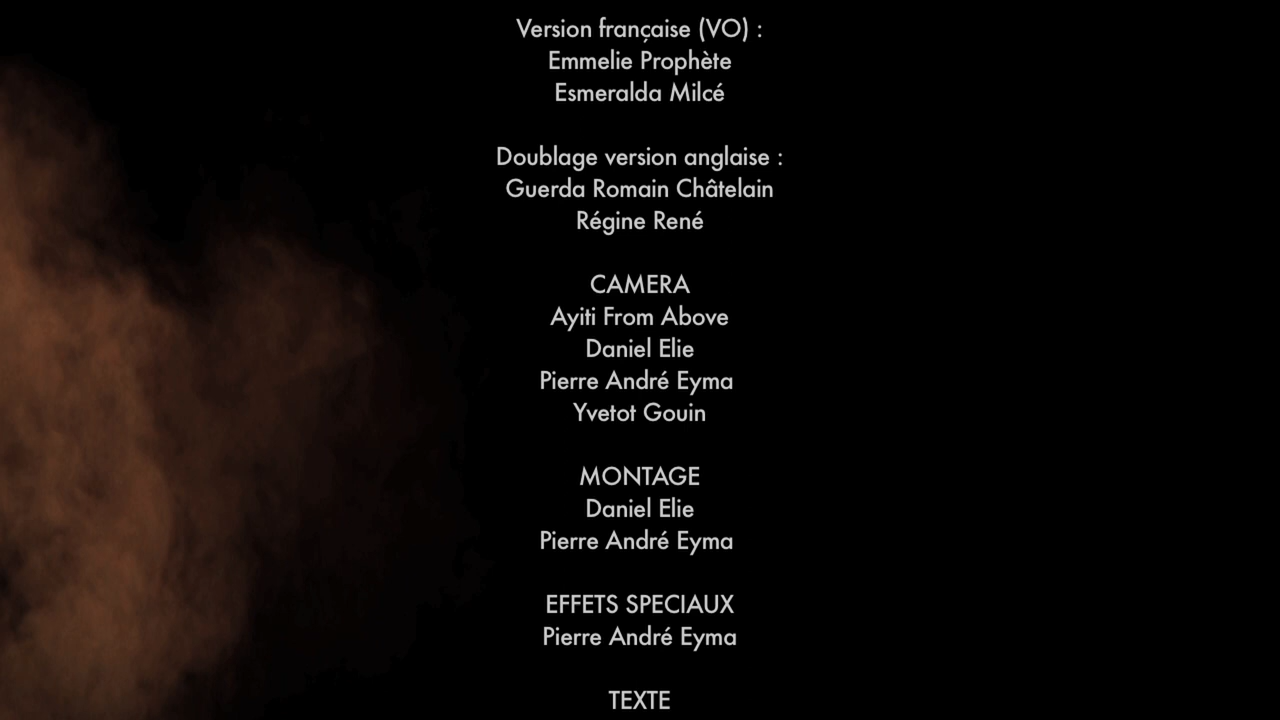 Version française (VO) :
Emmelie Prophète
Esmeralda Milcé
Doublage version anglaise :
Guerda Romain Châtelain
Régine René
CAMERA
Ayiti From Above
Daniel Elie
Pierre André Eyma
Yvetot Gouin
MONTAGE
Daniel Elie
Pierre André Eyma
EFFETS SPECIAUX
Pierre André Eyma
TEXTE